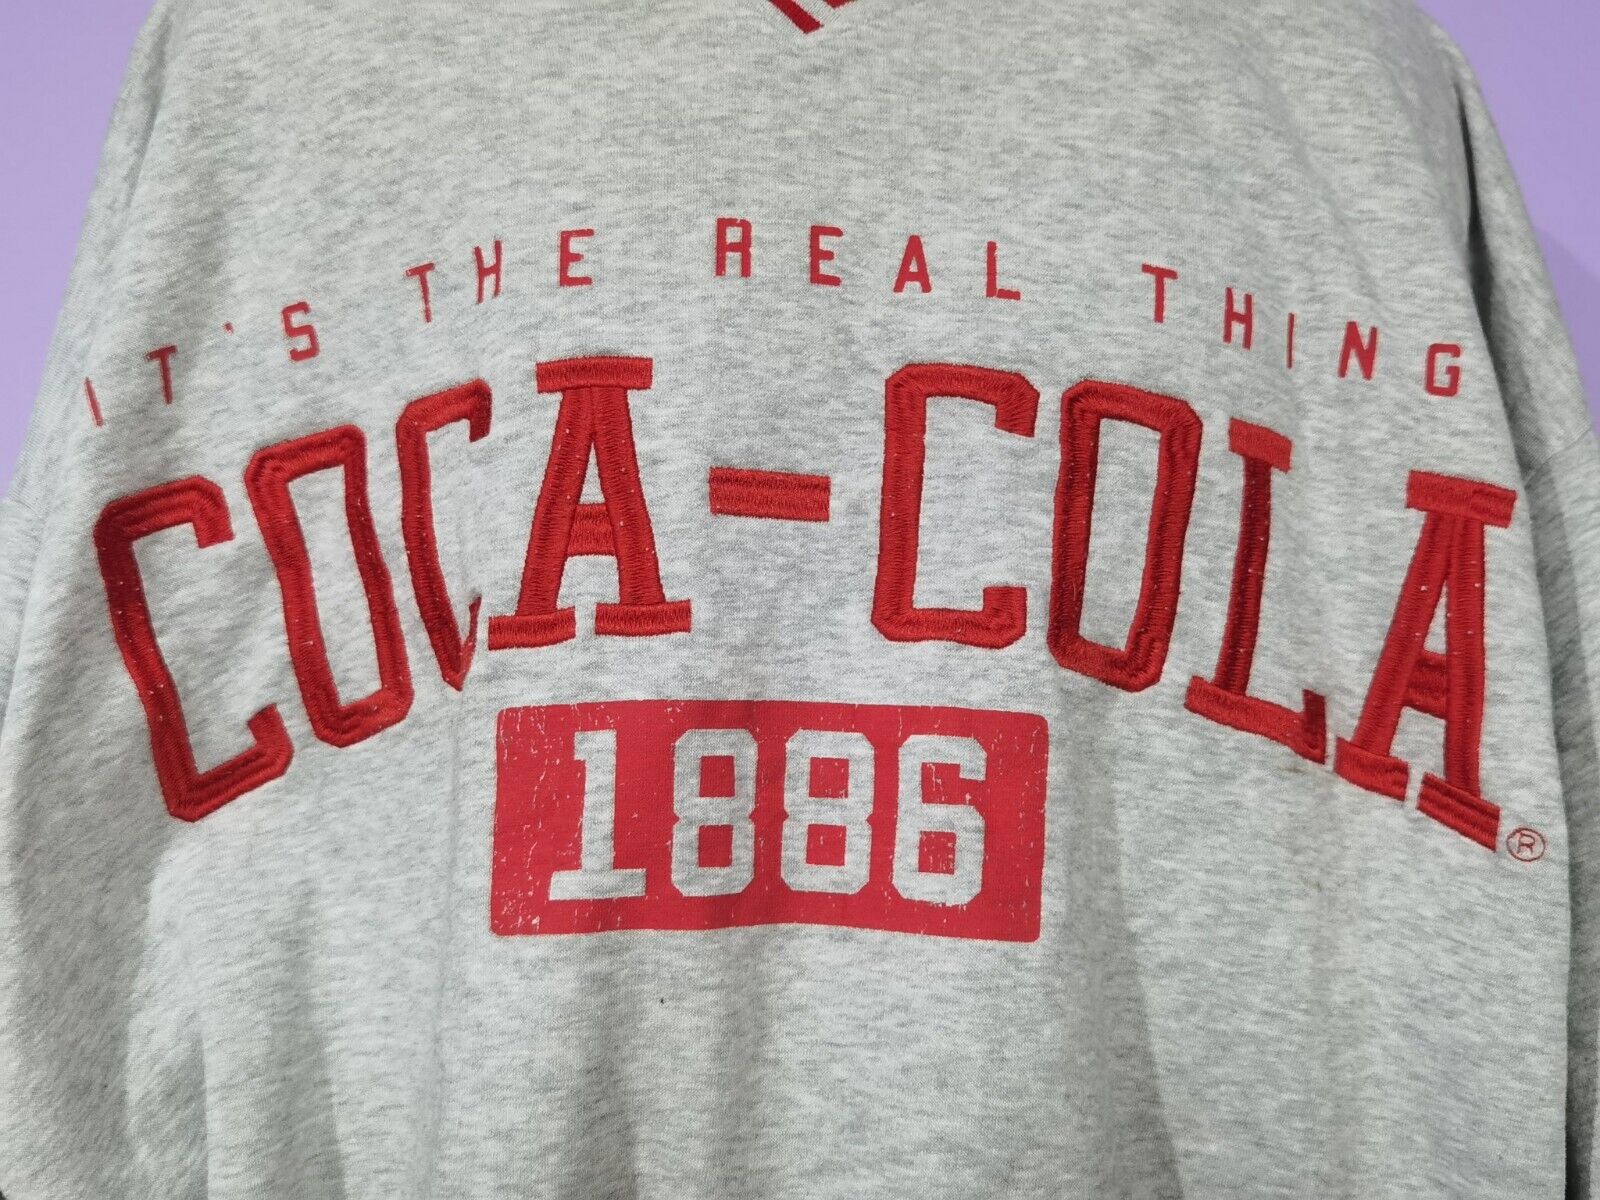 IT'S THE REAL THING
COCA-COLA
®
1886